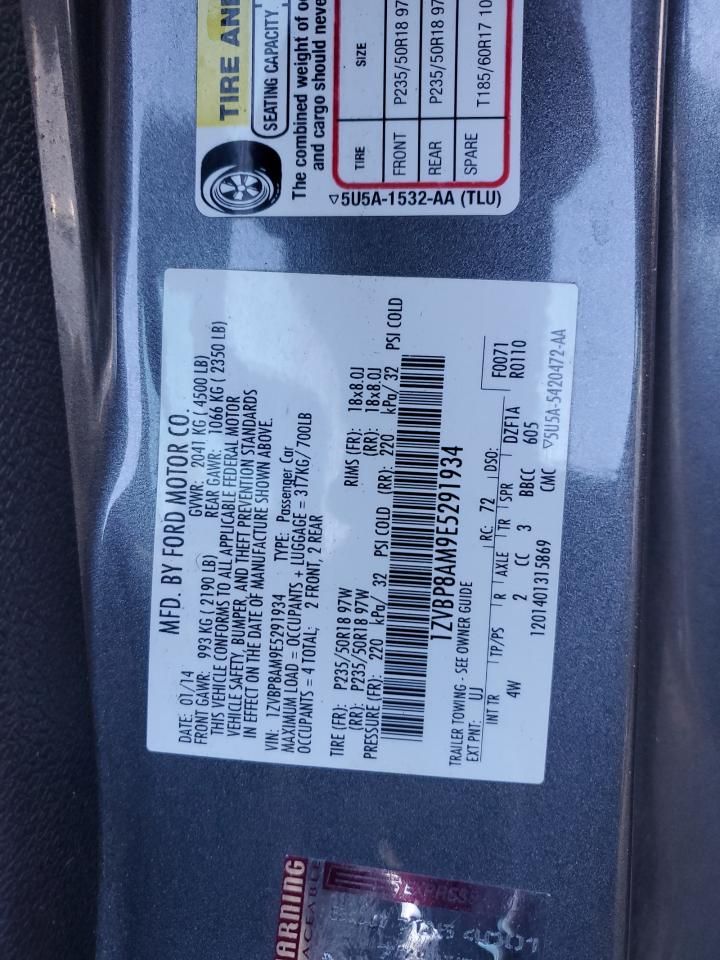 TIRE AN
SEATING CAPACITY
The combined weight of oc
and cargo should neve
TIRE SIZE
FRONT P235/50R18 97
REAR P235/50R18 97
SPARE T185/60R17 10
▽5U5A-1532-AA (TLU)
MFD. BY FORD MOTOR CO.
DATE: 01/14 GVWR: 2041 KG ( 4500 LB)
FRONT GAWR: 993 KG ( 2190 LB) REAR GAWR: 1066 KG ( 2350 LB)
THIS VEHICLE CONFORMS TO ALL APPLICABLE FEDERAL MOTOR
VEHICLE SAFETY, BUMPER, AND THEFT PREVENTION STANDARDS
IN EFFECT ON THE DATE OF MANUFACTURE SHOWN ABOVE.
VIN: 1ZVBP8AM9E5291934 TYPE: Passenger Car
MAXIMUM LOAD = OCCUPANTS + LUGGAGE = 317KG/700LB
OCCUPANTS = 4 TOTAL; 2 FRONT, 2 REAR
TIRE (FR): P235/50R18 97W RIMS (FR): 18x8.0J
(RR): P235/50R18 97W (RR): 18x8.0J
PRESSURE (FR): 220 kPa/ 32 PSI COLD (RR): 220 kPa/ 32 PSI COLD
1ZVBP8AM9E5291934
TRAILER TOWING - SEE OWNER GUIDE
EXT PNT: UJ RC: 72 DSO: F0071
INT TR TP/PS R AXLE TR SPR DZF1A R0110
4W 2 CC 3 BBCC 605
1201401315869 CMC ▽5U5A-5420472-AA
ARNING
ACEABLE
EXPRESS